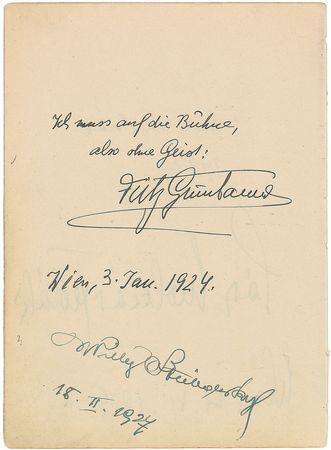 Ich muss auf die Bühne,
also ohne Geist:
Fritz Grünbaum
Wien, 3. Jan. 1924.
Willy
18. II. 1924